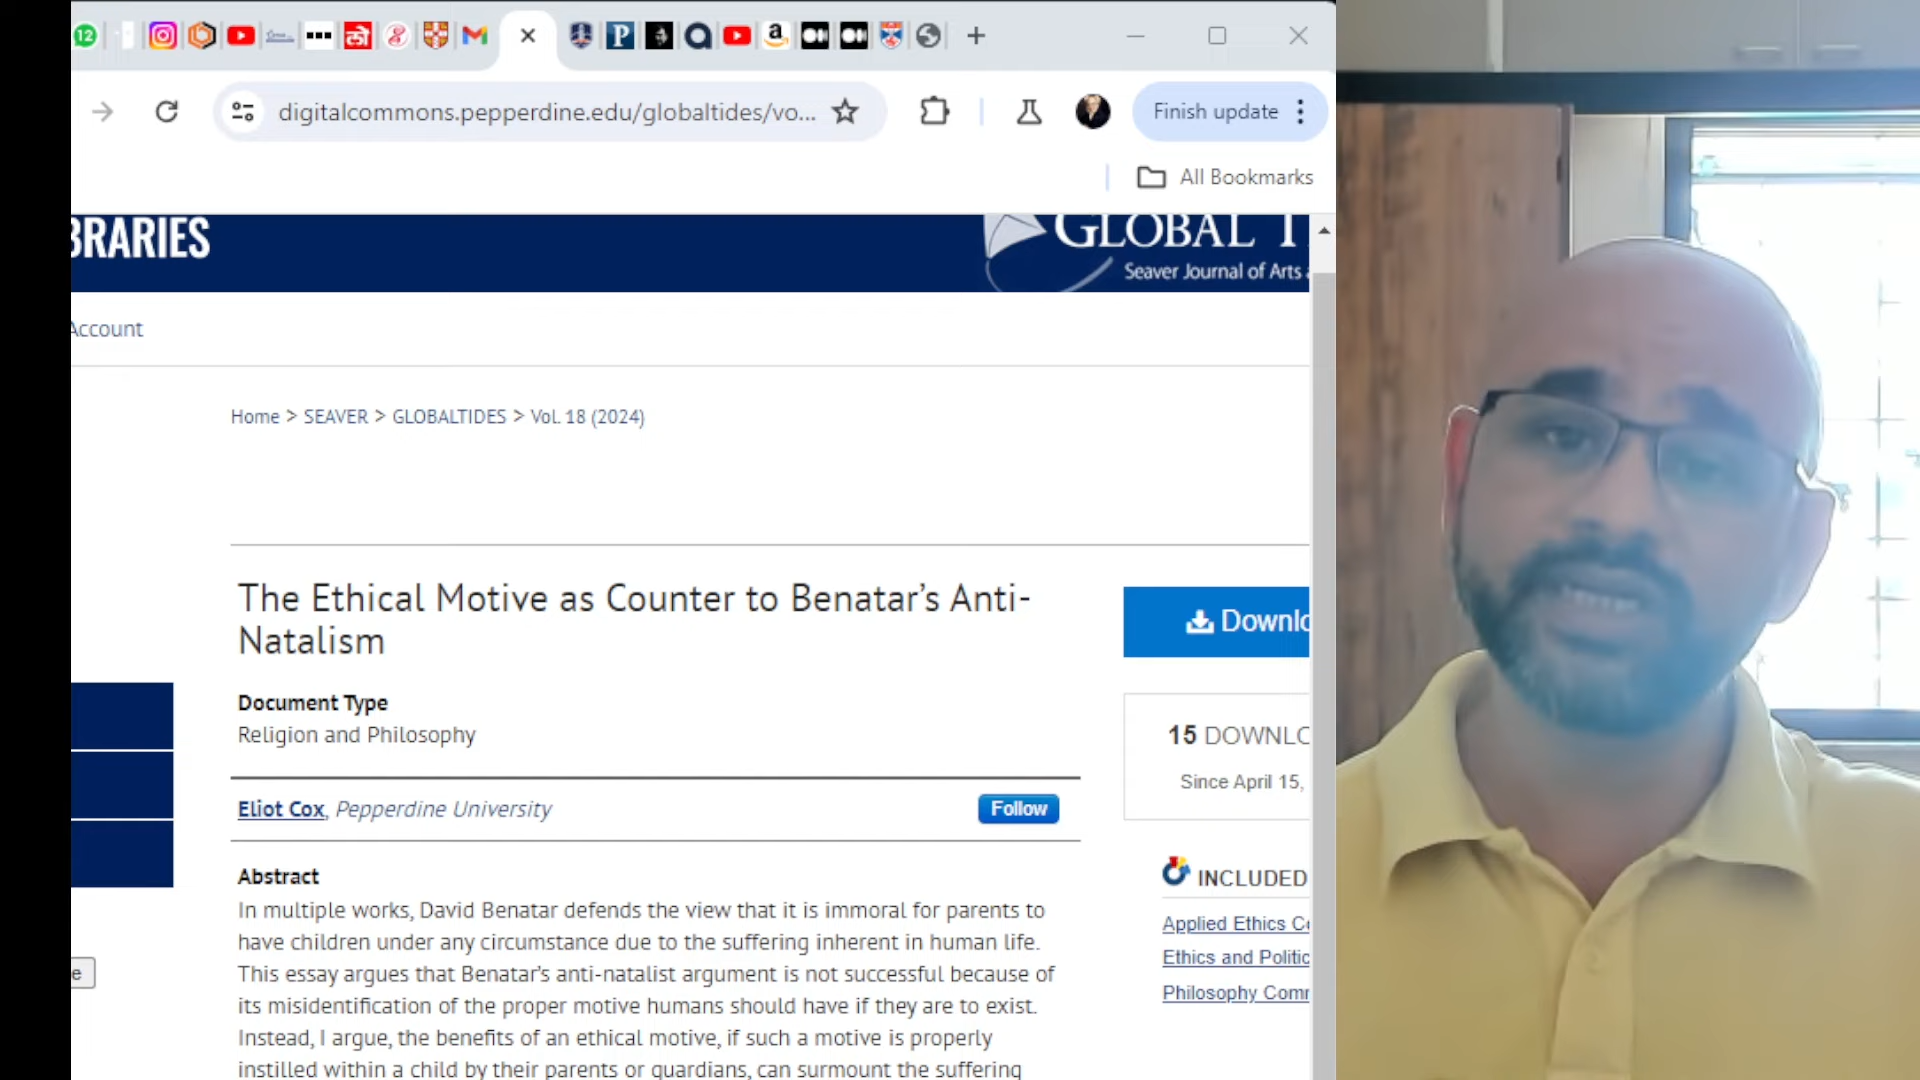 12
digitalcommons.pepperdine.edu/globaltides/vo...
Finish update
All Bookmarks
BRARIES
GLOBAL T
Seaver Journal of Arts
Account
Home > SEAVER > GLOBALTIDES > Vol. 18 (2024)
The Ethical Motive as Counter to Benatar’s Anti-
Natalism
Downlo
Document Type
Religion and Philosophy
15 DOWNLO
Since April 15,
Eliot Cox, Pepperdine University
Follow
Abstract
INCLUDED
In multiple works, David Benatar defends the view that it is immoral for parents to
have children under any circumstance due to the suffering inherent in human life.
This essay argues that Benatar’s anti-natalist argument is not successful because of
its misidentification of the proper motive humans should have if they are to exist.
Instead, I argue, the benefits of an ethical motive, if such a motive is properly
instilled within a child by their parents or guardians, can surmount the suffering
Applied Ethics Co
Ethics and Politic
Philosophy Comm
e